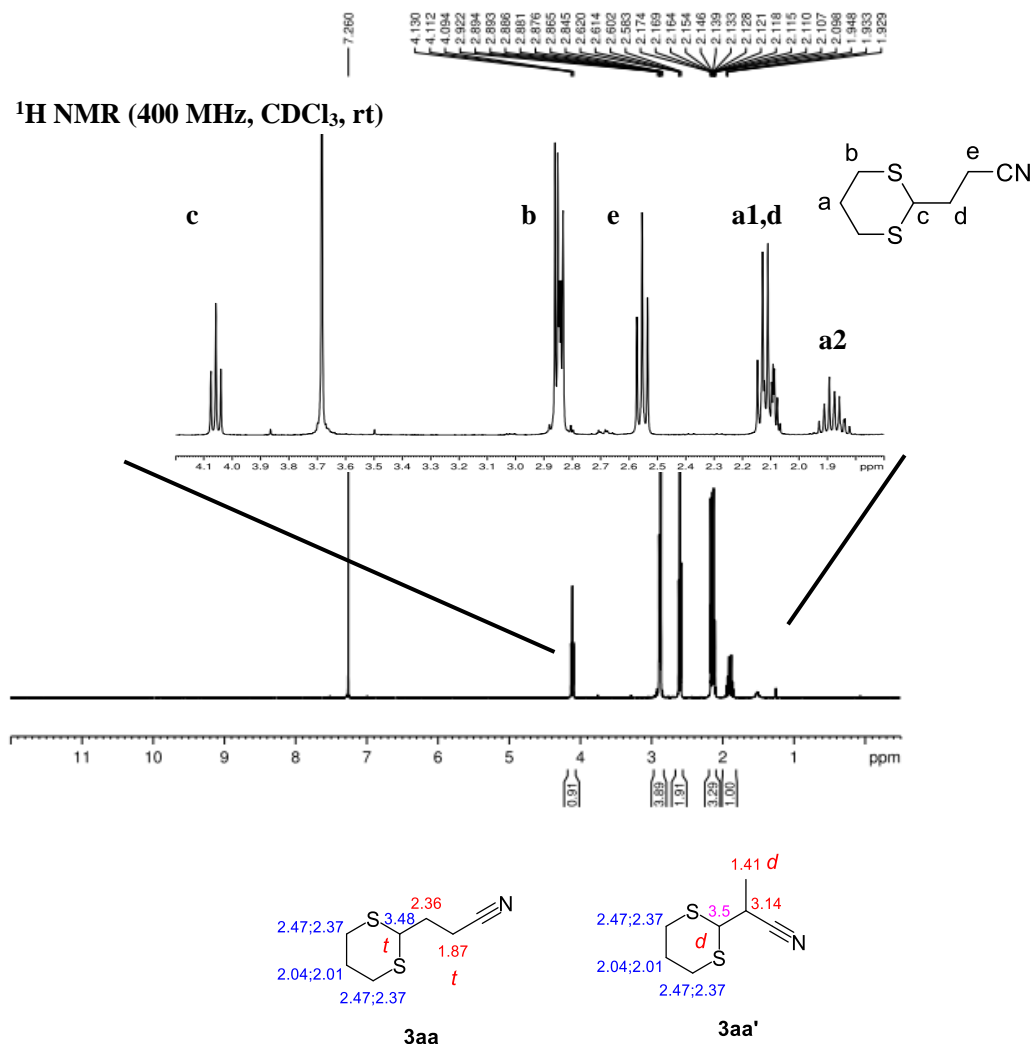 7.260
4.130
4.112
4.094
2.922
2.894
2.893
2.886
2.881
2.876
2.865
2.845
2.620
2.614
2.602
2.583
2.174
2.169
2.164
2.154
2.146
2.139
2.133
2.128
2.121
2.118
2.115
2.110
2.107
2.098
1.948
1.933
1.929
¹H NMR (400 MHz, CDCl₃, rt)
b S e CN
a c d
S
c b e a1,d
a2
4.1 4.0 3.9 3.8 3.7 3.6 3.5 3.4 3.3 3.2 3.1 3.0 2.9 2.8 2.7 2.6 2.5 2.4 2.3 2.2 2.1 2.0 1.9 ppm
11 10 9 8 7 6 5 4 3 2 1 ppm
0.91 3.89 1.91 3.29 1.00
2.36 N
2.47;2.37 S 3.48
t 1.87
2.04;2.01 S t
2.47;2.37
3aa
1.41 d
2.47;2.37 S 3.5 3.14
d N
2.04;2.01 S
2.47;2.37
3aa'